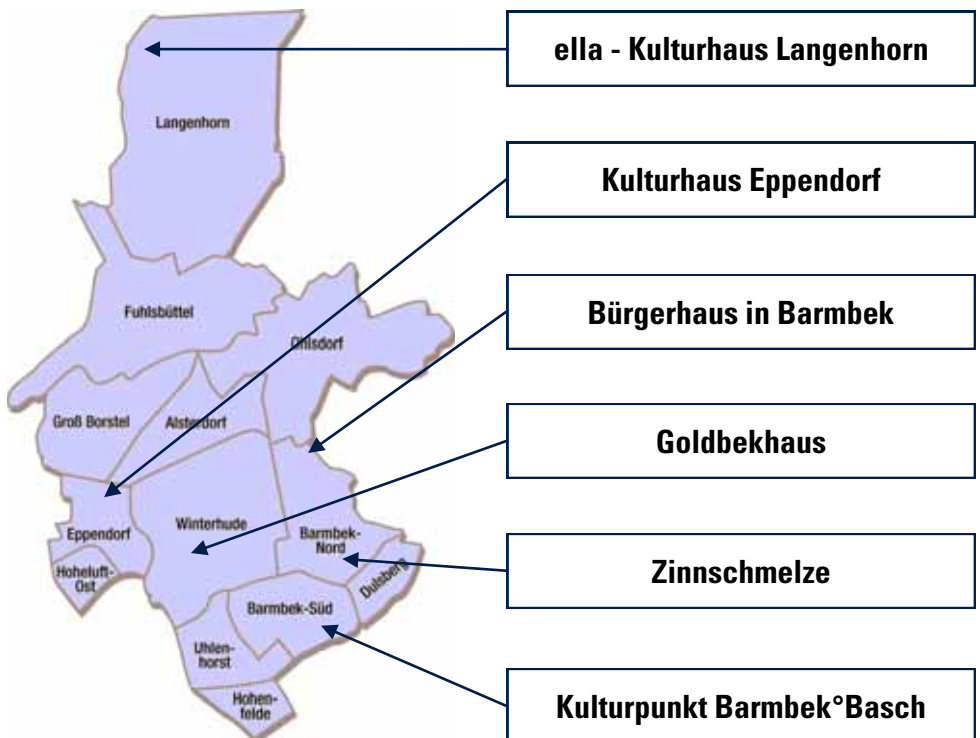 ella - Kulturhaus Langenhorn
Langenhorn
Kulturhaus Eppendorf
Fuhlsbüttel
Ohlsdorf
Bürgerhaus in Barmbek
Groß Borstel
Alsterdorf
Goldbekhaus
Eppendorf
Winterhude
Barmbek-
Nord
Hoheluft-
Ost
Dulsberg
Zinnschmelze
Barmbek-Süd
Uhlen-
horst
Hohen-
felde
Kulturpunkt Barmbek°Basch